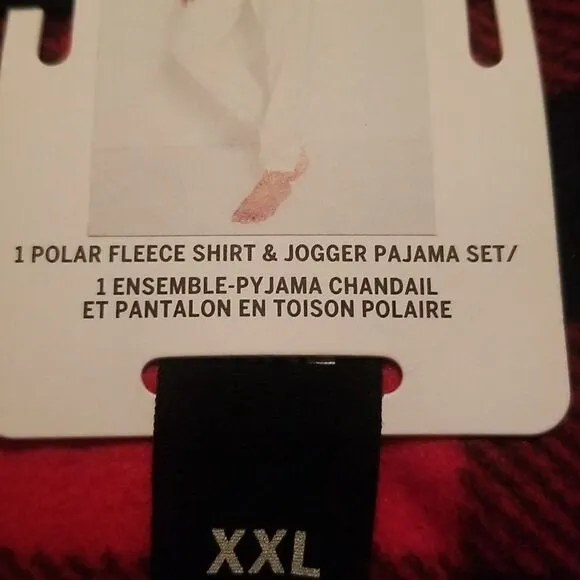 1 POLAR FLEECE SHIRT & JOGGER PAJAMA SET/
1 ENSEMBLE-PYJAMA CHANDAIL
ET PANTALON EN TOISON POLAIRE
XXL